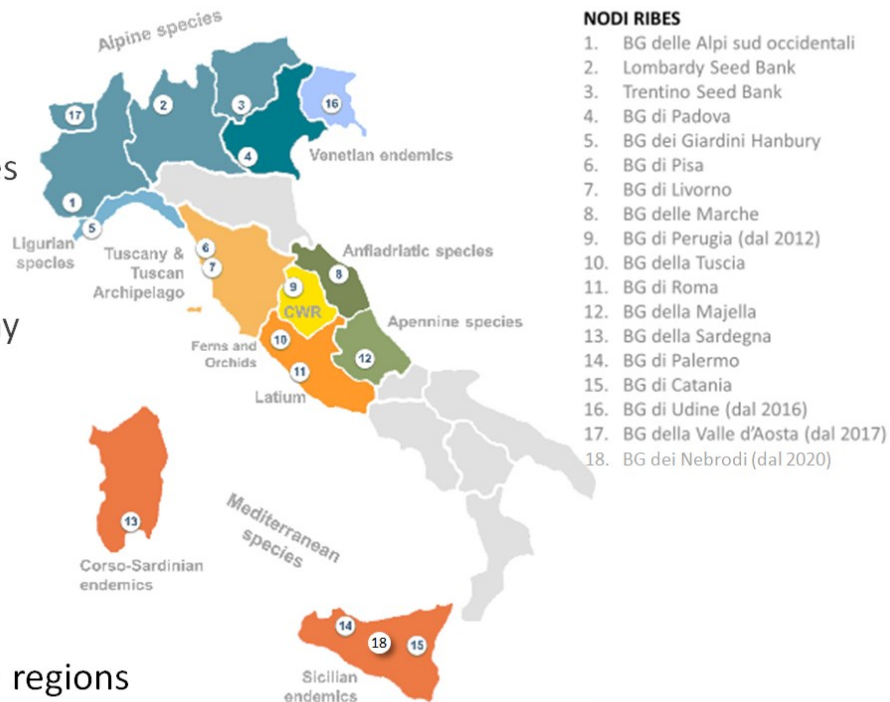 Alpine species
17
2
3
16
4
Venetian endemics
es
1
5
Ligurian
species
6
7
Tuscany &
Tuscan
Archipelago
Anfiadriatic species
8
9
CWR
Apennine species
ny
Ferns and
Orchids
10
12
11
Latium
13
Corso-Sardinian
endemics
Mediterranean
species
14
18
15
Sicilian
endemics
regions
NODI RIBES
1. BG delle Alpi sud occidentali
2. Lombardy Seed Bank
3. Trentino Seed Bank
4. BG di Padova
5. BG dei Giardini Hanbury
6. BG di Pisa
7. BG di Livorno
8. BG delle Marche
9. BG di Perugia (dal 2012)
10. BG della Tuscia
11. BG di Roma
12. BG della Majella
13. BG della Sardegna
14. BG di Palermo
15. BG di Catania
16. BG di Udine (dal 2016)
17. BG della Valle d'Aosta (dal 2017)
18. BG dei Nebrodi (dal 2020)